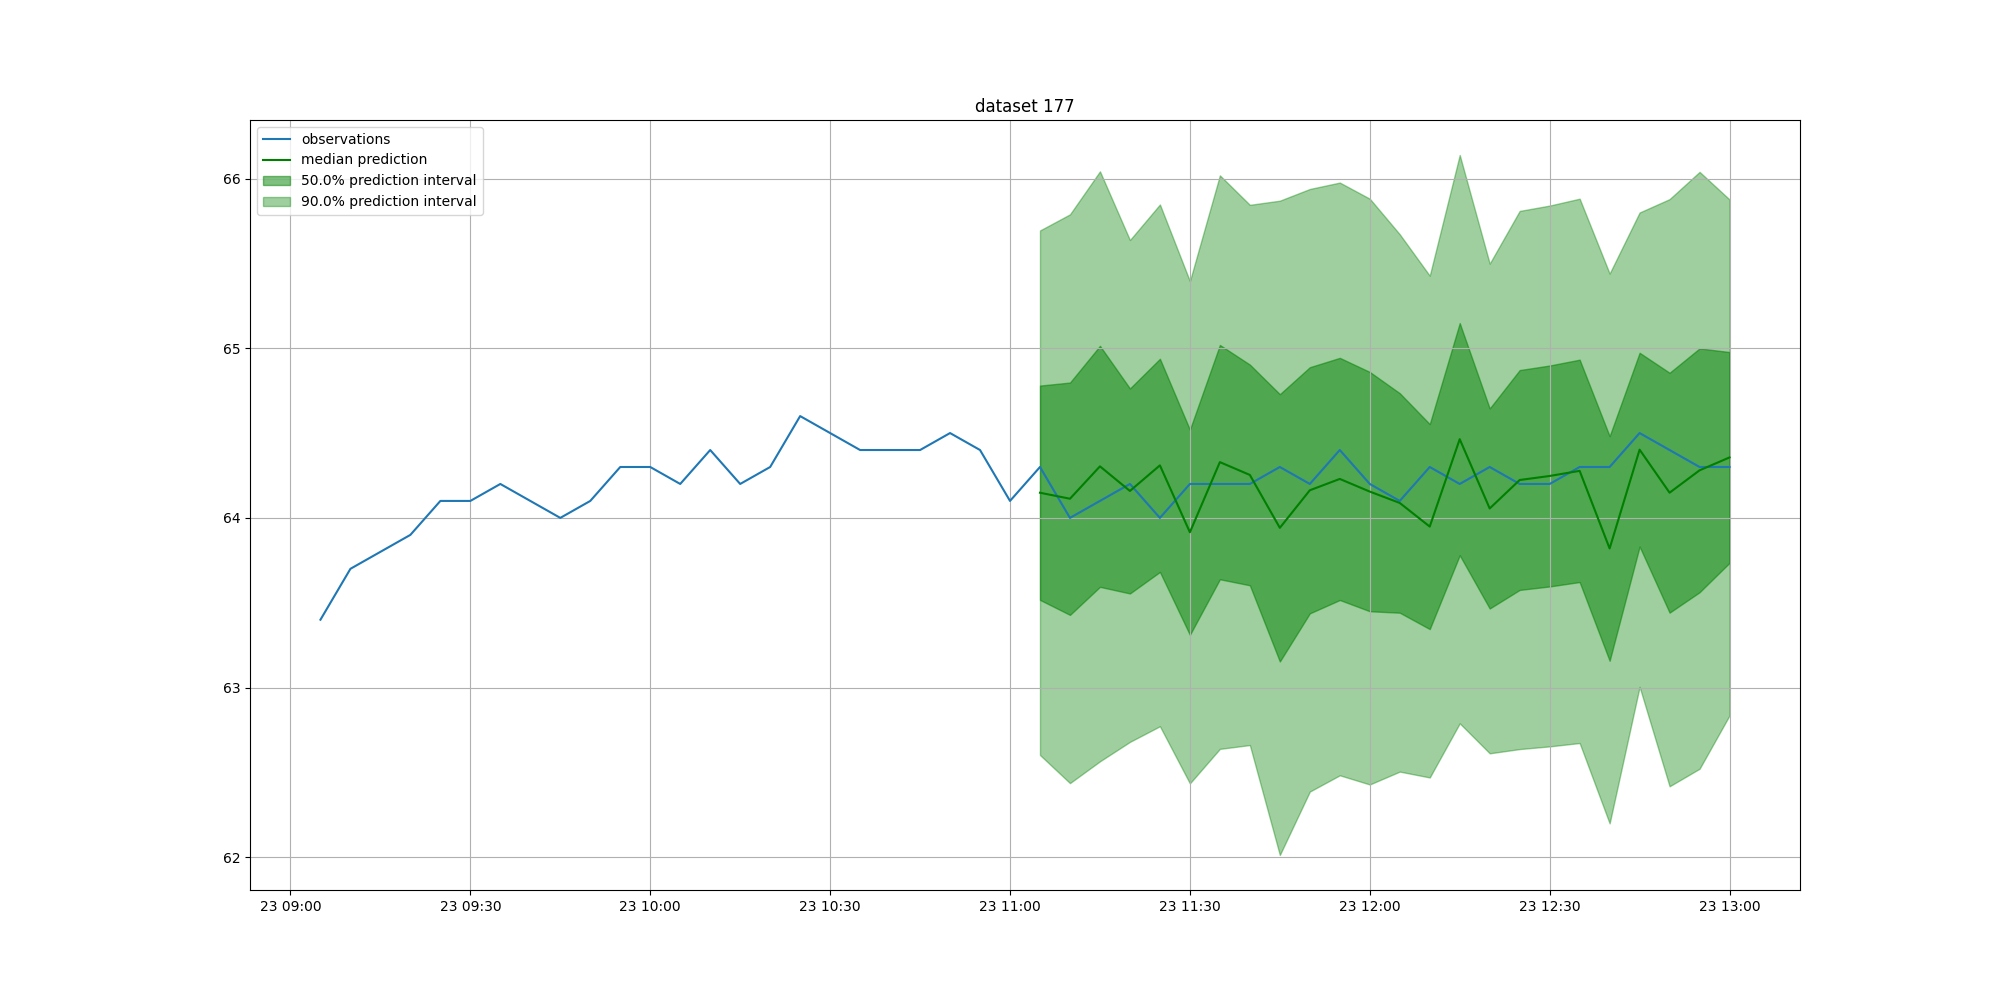 dataset 177
observations
median prediction
50.0% prediction interval
90.0% prediction interval
66
65
64
63
62
23 09:00 23 09:30 23 10:00 23 10:30 23 11:00 23 11:30 23 12:00 23 12:30 23 13:00